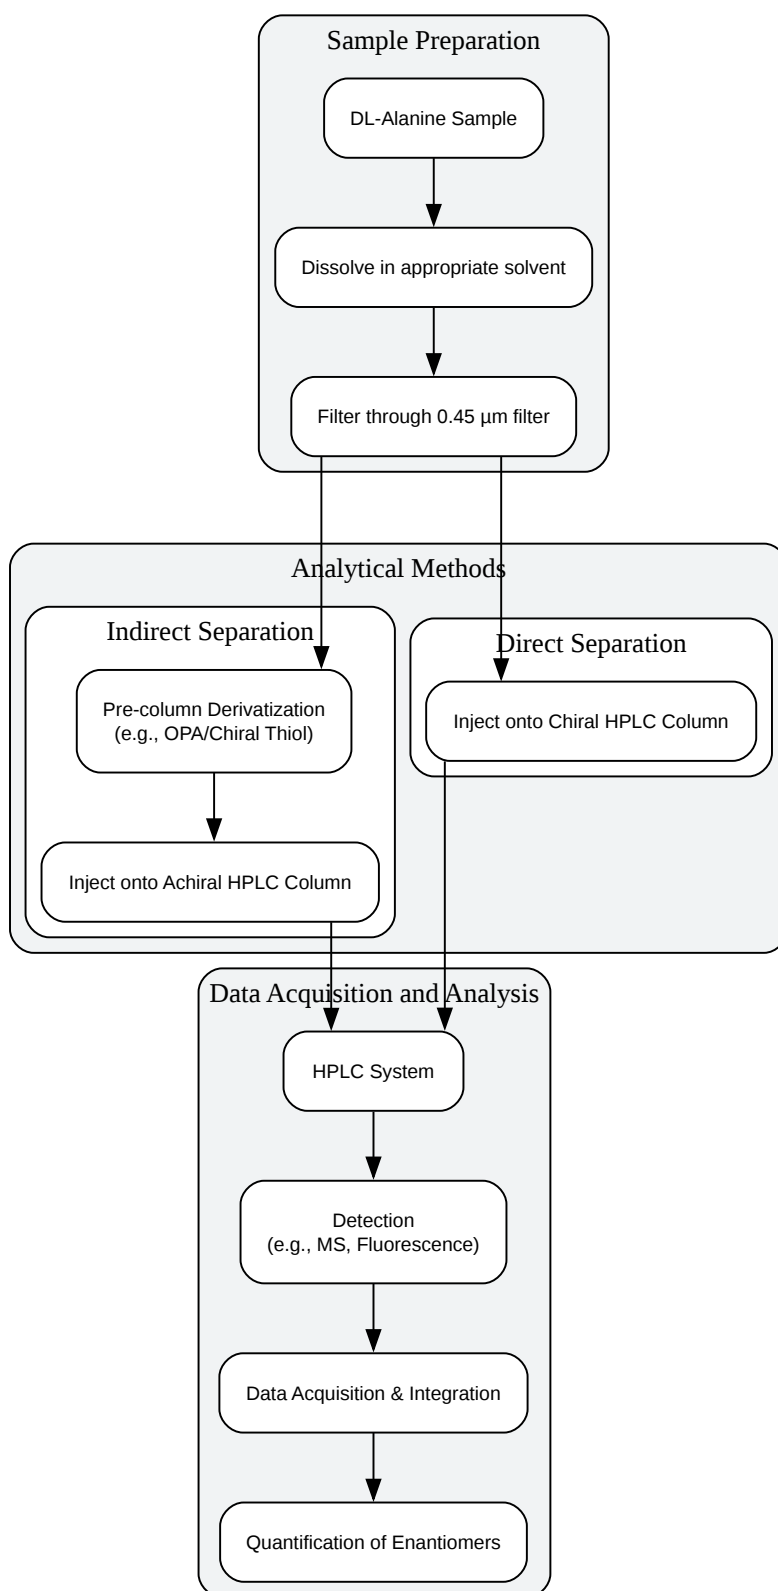 Sample Preparation
DL-Alanine Sample
Dissolve in appropriate solvent
Filter through 0.45 µm filter
Analytical Methods
Indirect Separation
Pre-column Derivatization
(e.g., OPA/Chiral Thiol)
Inject onto Achiral HPLC Column
Direct Separation
Inject onto Chiral HPLC Column
Data Acquisition and Analysis
HPLC System
Detection
(e.g., MS, Fluorescence)
Data Acquisition & Integration
Quantification of Enantiomers